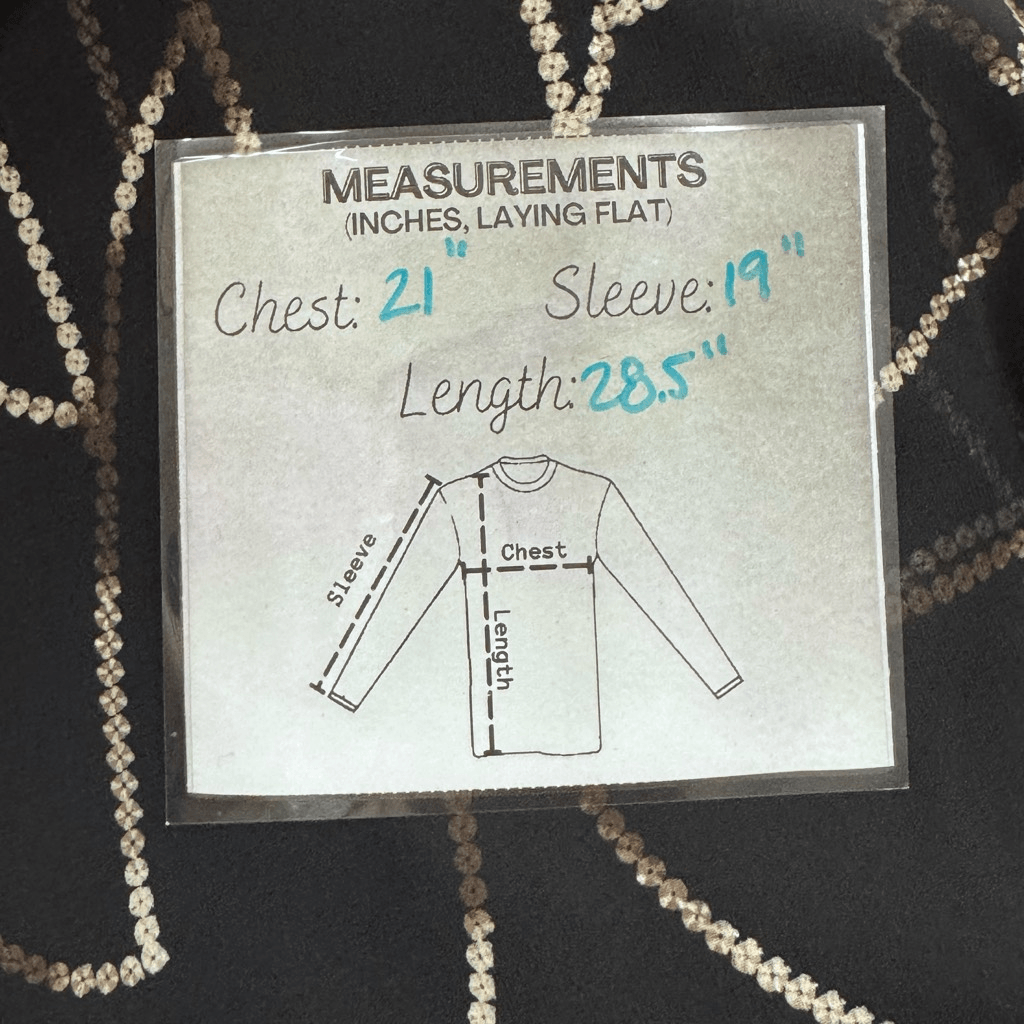 MEASUREMENTS
(INCHES, LAYING FLAT)
Chest: 21" Sleeve: 19"
Length: 28.5"
Sleeve
Chest
Length